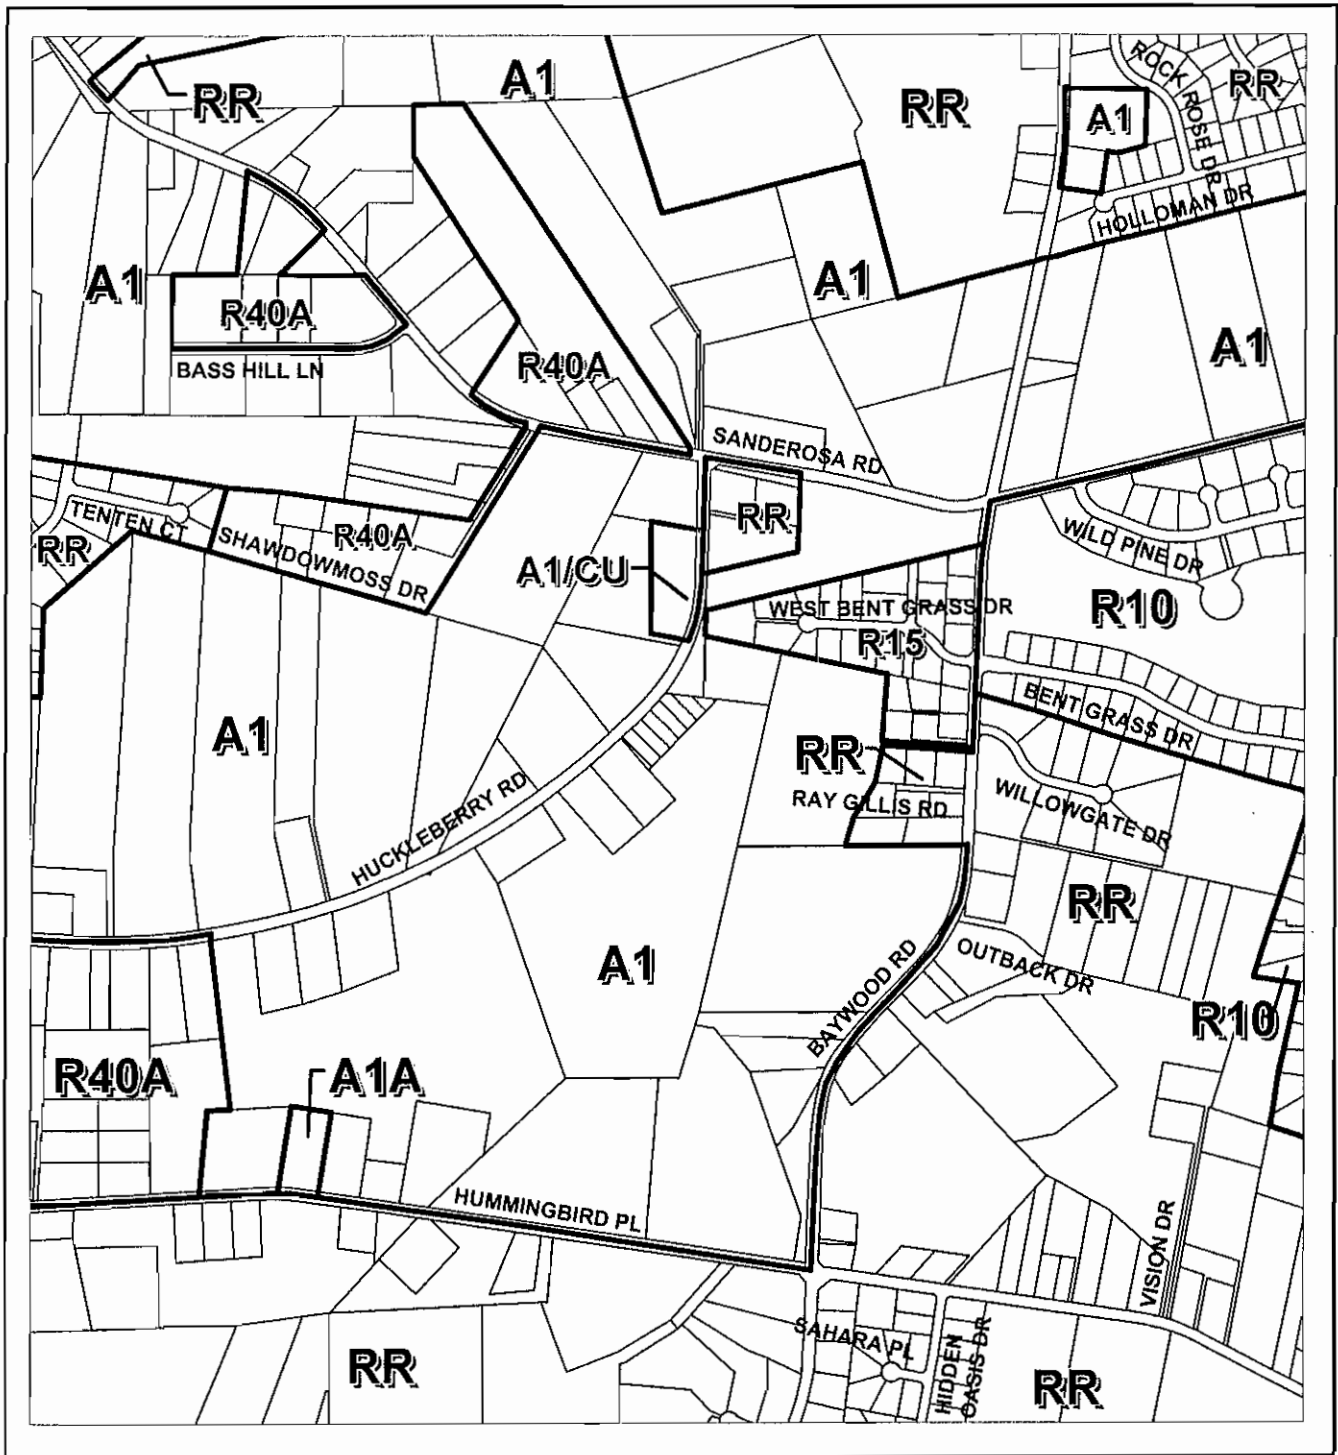 RR
A1
RR
ROCK ROSE DR
RR
A1
HOLLOMAN DR
A1
R40A
BASS HILL LN
R40A
A1
A1
SANDEROSA RD
TENTEN CT
SHAWDOWMOSS DR
R40A
RR
RR
A1/CU
WILD PINE DR
WEST BENT GRASS DR
R15
R10
BENT GRASS DR
A1
RR
RAY GILLIS RD
WILLOWGATE DR
HUCKLEBERRY RD
RR
A1
BAYWOOD RD
OUTBACK DR
R10
R40A
A1A
HUMMINGBIRD PL
VISION DR
SAHARA PL
HIDDEN
OASIS DR
RR
RR